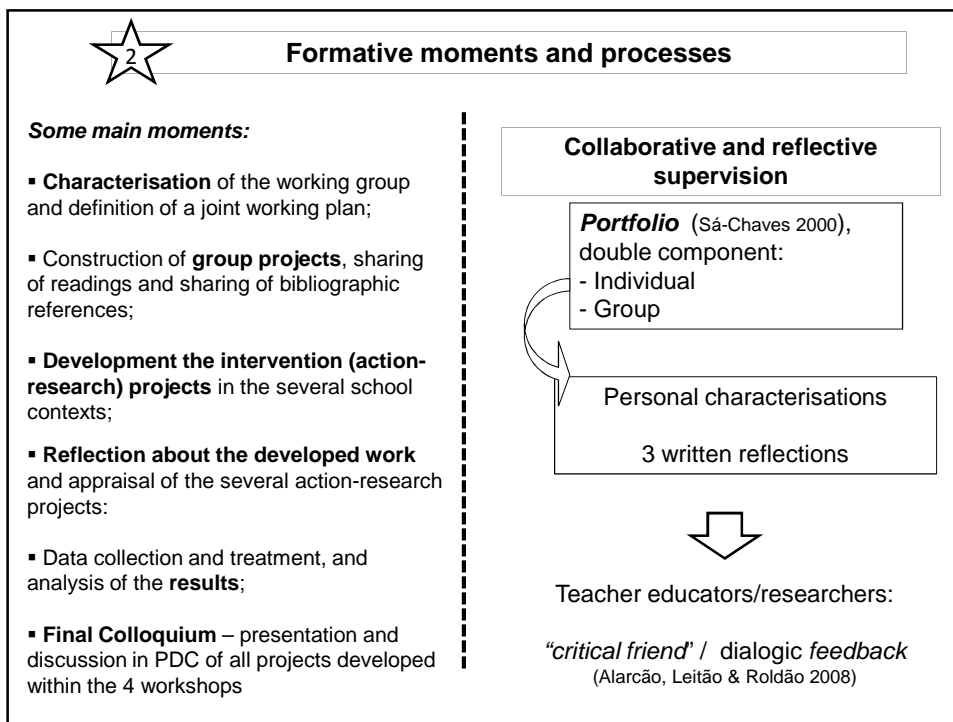 2
Formative moments and processes
Some main moments:
▪ Characterisation of the working group
and definition of a joint working plan;
▪ Construction of group projects, sharing
of readings and sharing of bibliographic
references;
▪ Development the intervention (action-
research) projects in the several school
contexts;
▪ Reflection about the developed work
and appraisal of the several action-research
projects:
▪ Data collection and treatment, and
analysis of the results;
▪ Final Colloquium – presentation and
discussion in PDC of all projects developed
within the 4 workshops
Collaborative and reflective
supervision
Portfolio (Sá-Chaves 2000),
double component:
- Individual
- Group
Personal characterisations
3 written reflections
Teacher educators/researchers:
“critical friend” / dialogic feedback
(Alarcão, Leitão & Roldão 2008)